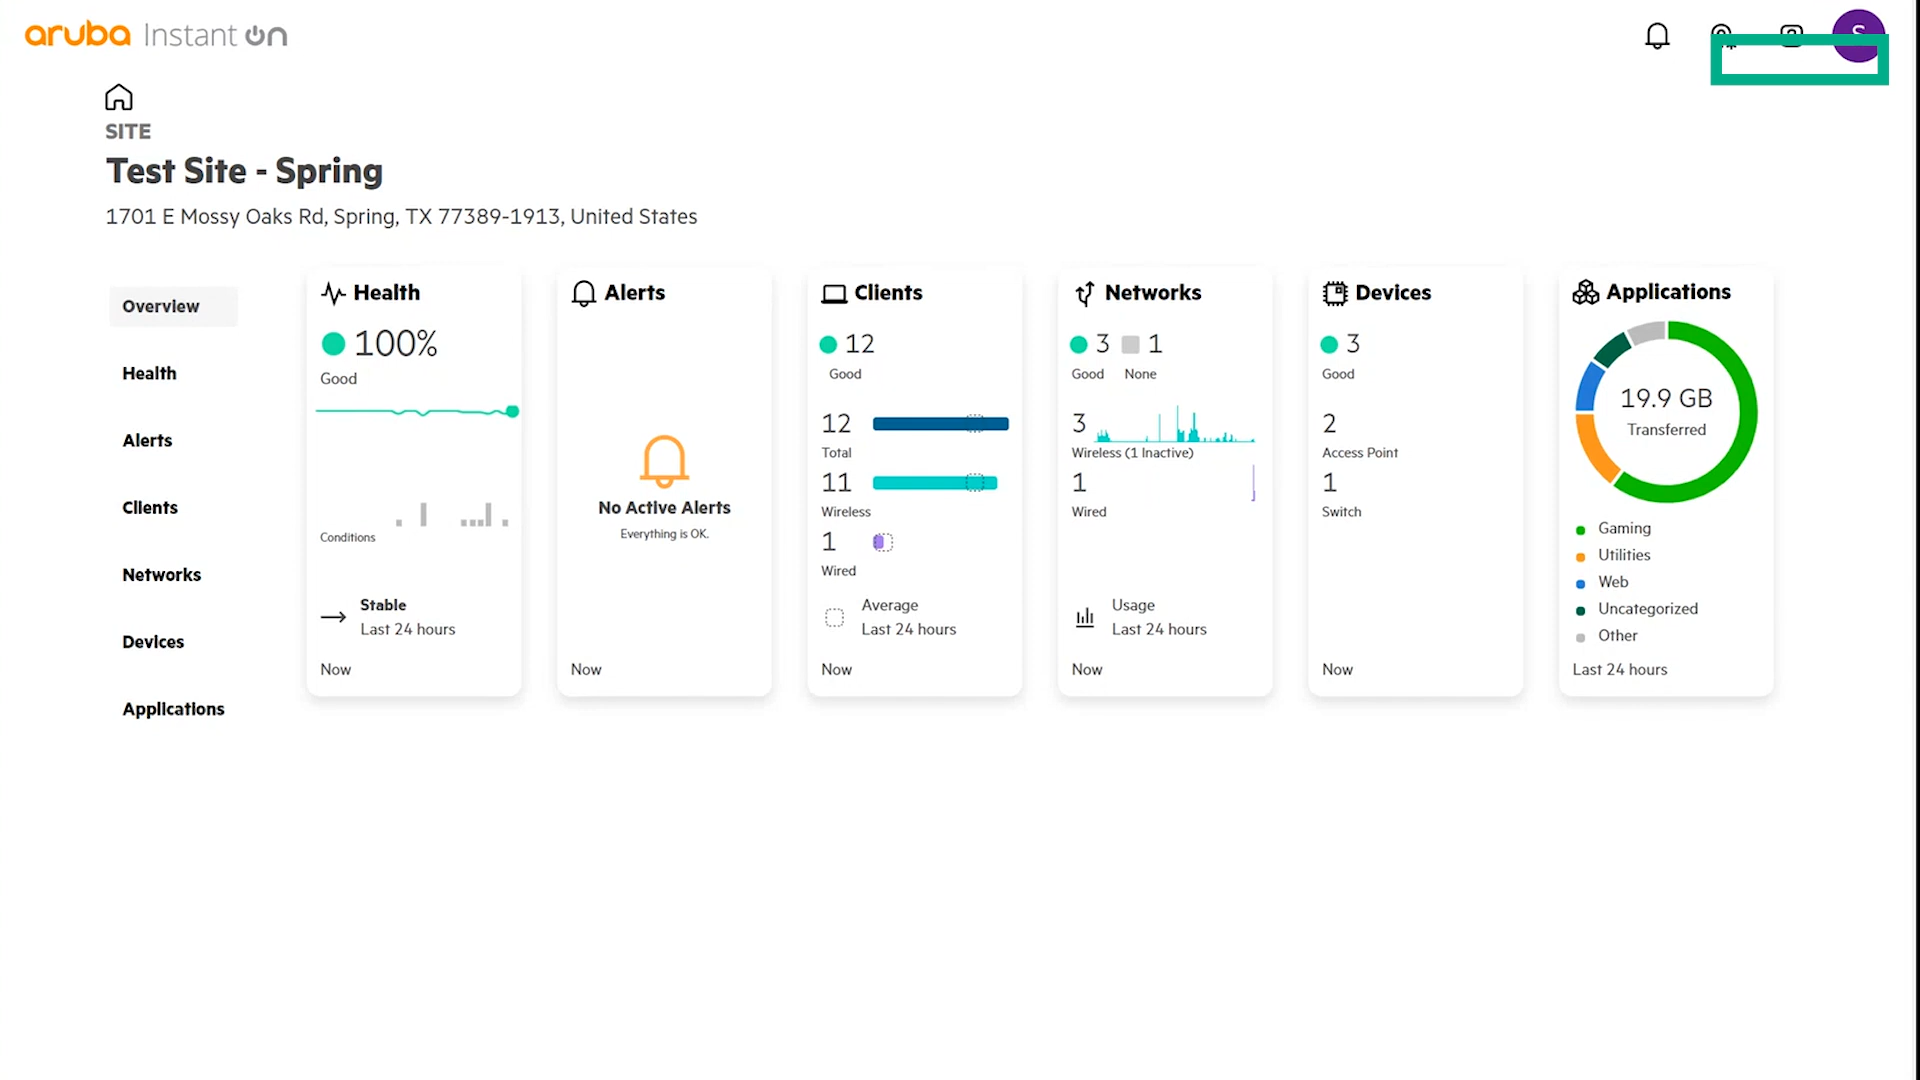 aruba Instant On
SITE
Test Site - Spring
1701 E Mossy Oaks Rd, Spring, TX 77389-1913, United States
Overview
Health
Alerts
Clients
Networks
Devices
Applications
Health
100%
Good
Conditions
Stable
Last 24 hours
Now
Alerts
No Active Alerts
Everything is OK.
Now
Clients
12
Good
12
Total
11
Wireless
1
Wired
Average
Last 24 hours
Now
Networks
3 1
Good None
3
Wireless (1 Inactive)
1
Wired
Usage
Last 24 hours
Now
Devices
3
Good
2
Access Point
1
Switch
Now
Applications
19.9 GB
Transferred
Gaming
Utilities
Web
Uncategorized
Other
Last 24 hours